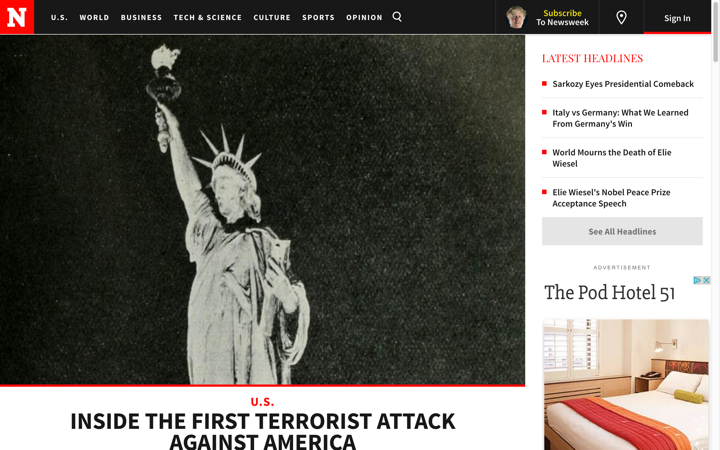 N
U.S. WORLD BUSINESS TECH & SCIENCE CULTURE SPORTS OPINION
Subscribe
To Newsweek
Sign In
LATEST HEADLINES
Sarkozy Eyes Presidential Comeback
Italy vs Germany: What We Learned
From Germany's Win
World Mourns the Death of Elie
Wiesel
Elie Wiesel's Nobel Peace Prize
Acceptance Speech
See All Headlines
ADVERTISEMENT
The Pod Hotel 51
U.S.
INSIDE THE FIRST TERRORIST ATTACK
AGAINST AMERICA